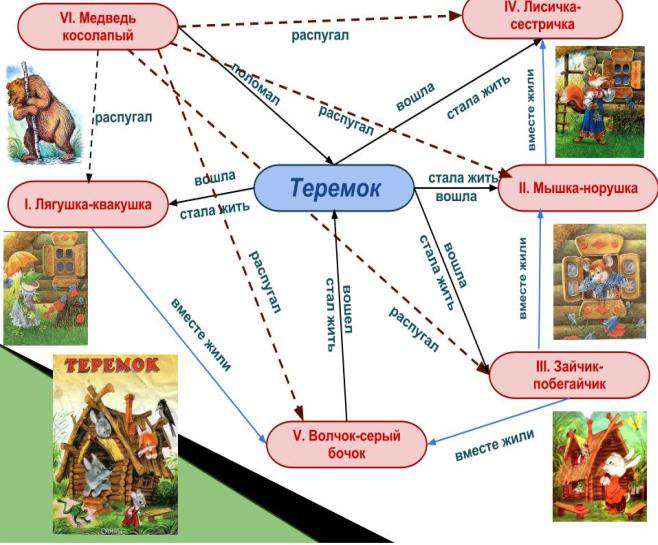 VI. Медведь
косолапый
IV. Лисичка-
сестричка
распугал
поломал
вошла
стала жить
распугал
распугал
вместе жили
вошла
стала жить
Теремок
стала жить
вошла
I. Лягушка-квакушка
II. Мышка-норушка
распугал
вошел
стал жить
вошла
стала жить
распугал
вместе жили
вместе жили
ТЕРЕМОК
III. Зайчик-
побегайчик
V. Волчок-серый
бочок
вместе жили